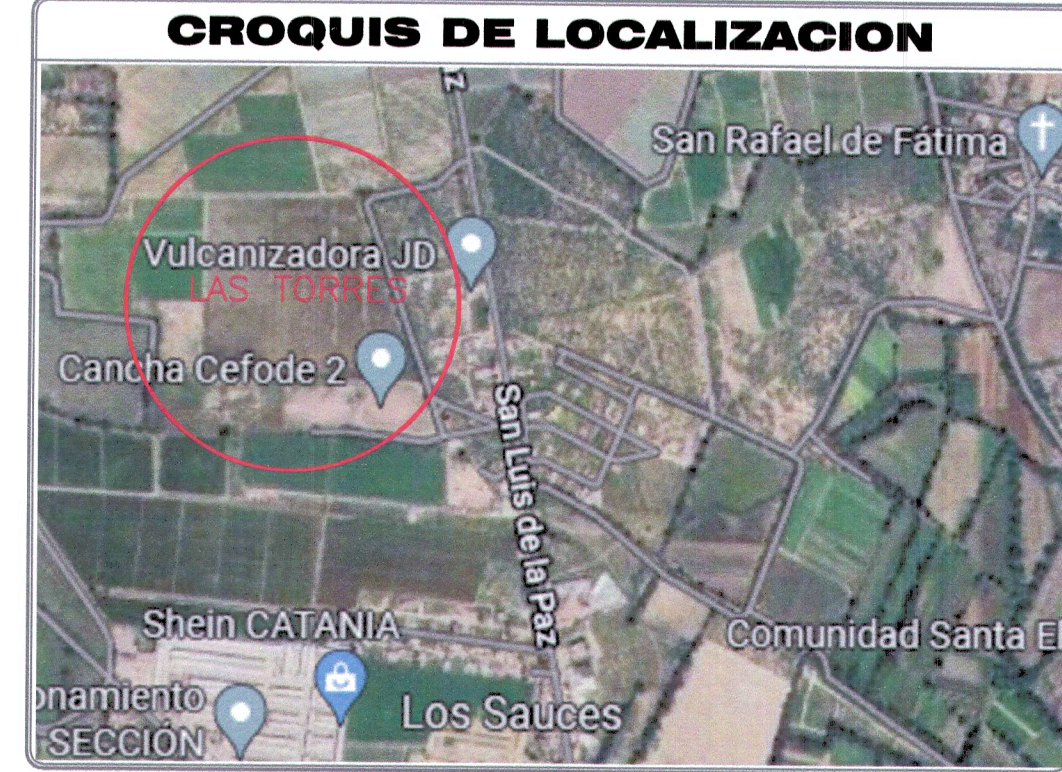 CROQUIS DE LOCALIZACION
San Rafael de Fátima
Vulcanizadora JD
LAS TORRES
Cancha Cefode 2
San Luis de la Paz
Shein CATANIA
Comunidad Santa El
onamiento
SECCIÓN
Los Sauces